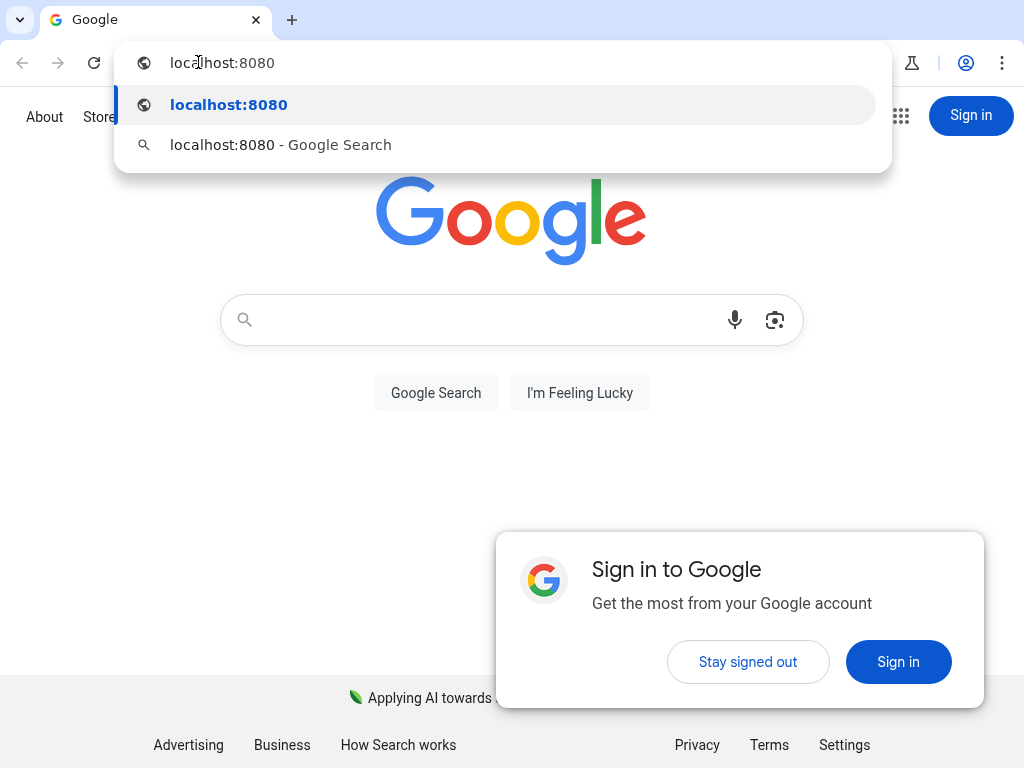 Google
localhost:8080
localhost:8080
localhost:8080 - Google Search
About
Store
Sign in
Google
Google Search
I'm Feeling Lucky
Sign in to Google
Get the most from your Google account
Stay signed out
Sign in
Applying AI towards
Advertising
Business
How Search works
Privacy
Terms
Settings